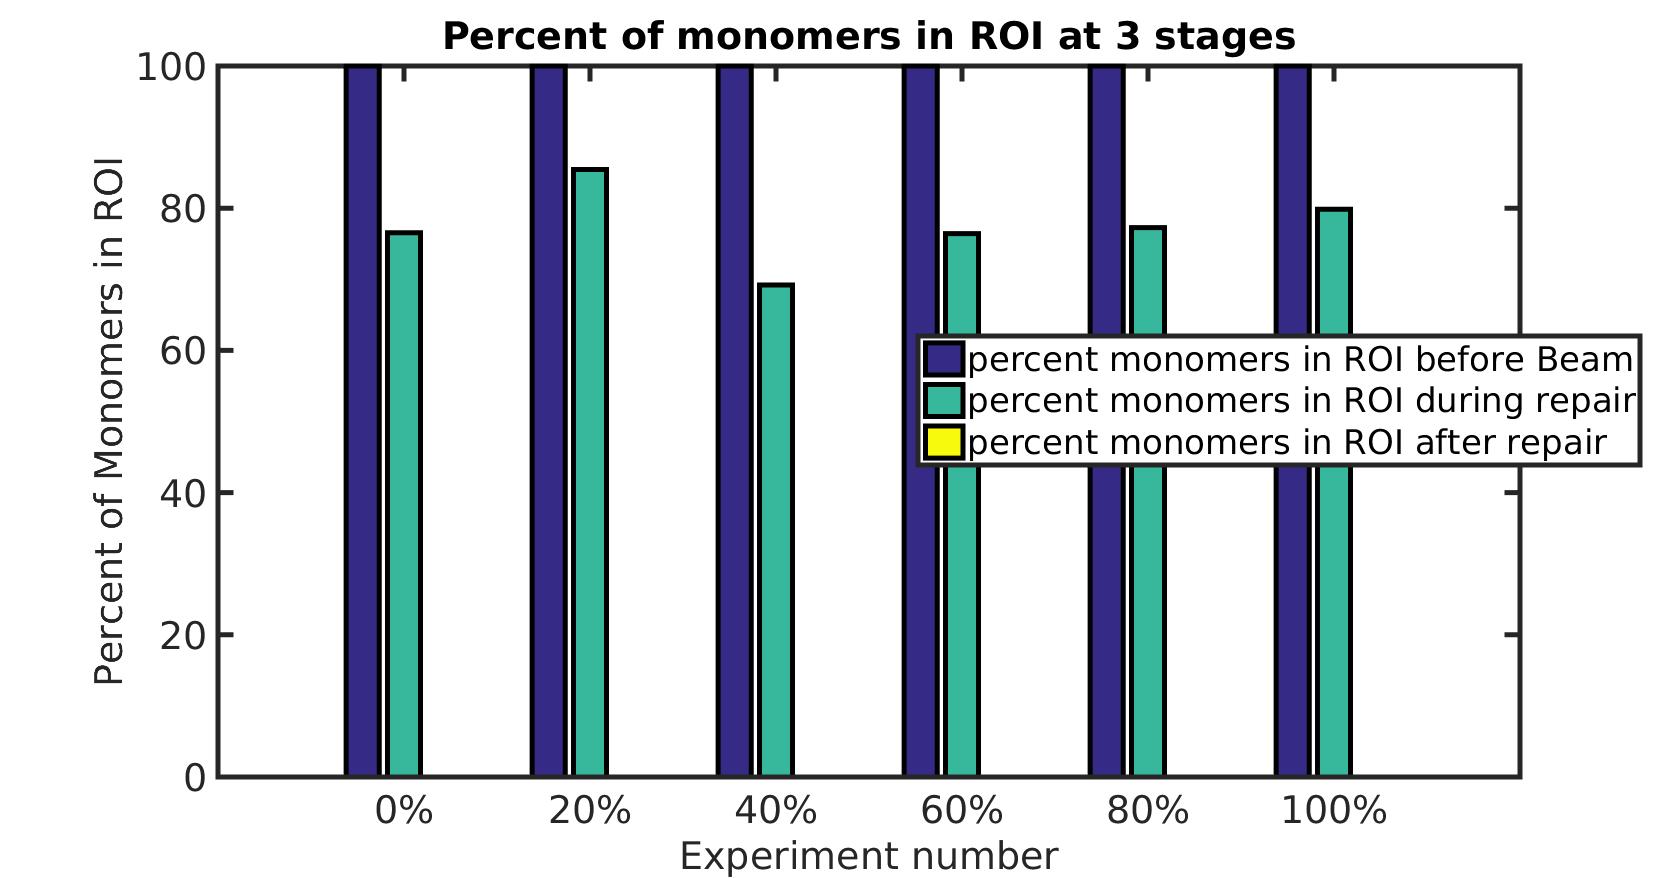 Percent of monomers in ROI at 3 stages
100
80
60
40
20
0
Percent of Monomers in ROI
percent monomers in ROI before Beam
percent monomers in ROI during repair
percent monomers in ROI after repair
0% 20% 40% 60% 80% 100%
Experiment number